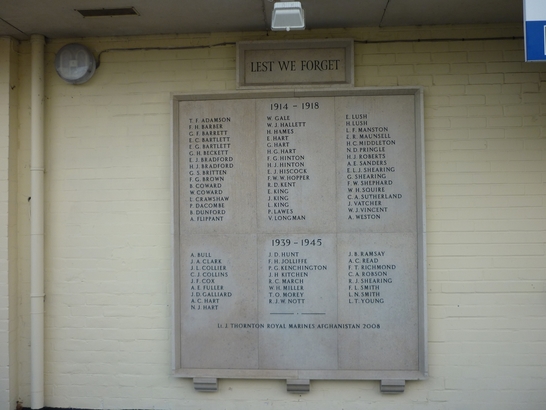 LEST WE FORGET
1914 - 1918
T. F. ADAMSON
F. H. BARBER
G. F. BARRETT
E. C. BARTLETT
E. G. BARTLETT
G. H. BECKETT
E. J. BRADFORD
H. J. BRADFORD
G. S. BRITTEN
F. G. BROWN
B. COWARD
W. COWARD
L. CRAWSHAW
P. DACOMBE
B. DUNFORD
A. FLIPPANT
W. GALE
W. J. HALLETT
H. HAMES
E. HART
G. HART
H. G. HART
F. G. HINTON
H. J. HINTON
E. J. HISCOCK
F. W. W. HOPPER
R. D. KENT
E. KING
J. KING
L. KING
P. LAWES
V. LONGMAN
E. LUSH
H. LUSH
L. F. MANSTON
E. R. MAUNSELL
H. C. MIDDLETON
N. D. PRINGLE
H. J. ROBERTS
A. E. SANDERS
E. L. J. SHEARING
G. SHEARING
F. W. SHEPHARD
W. H. SQUIRE
C. A. SUTHERLAND
J. VATCHER
W. J. VINCENT
A. WESTON
1939 - 1945
A. BULL
J. A. CLARK
J. S. COLLIER
C. J. COLLINS
J. F. COX
A. E. FULLER
J. D. GALLIARD
A. C. HART
N. J. HART
J. D. HUNT
F. H. JOLLIFFE
P. G. KENCHINGTON
J. H. KITCHEN
R. C. MARCH
W. H. MILLER
T. O. MOREY
R. J. W. NOTT
J. R. RAMSAY
A. C. READ
F. T. RICHMOND
C. A. ROBSON
R. J. SHEARING
F. L. SMITH
L. N. SMITH
L. T. YOUNG
Lt. J. THORNTON ROYAL MARINES AFGHANISTAN 2008